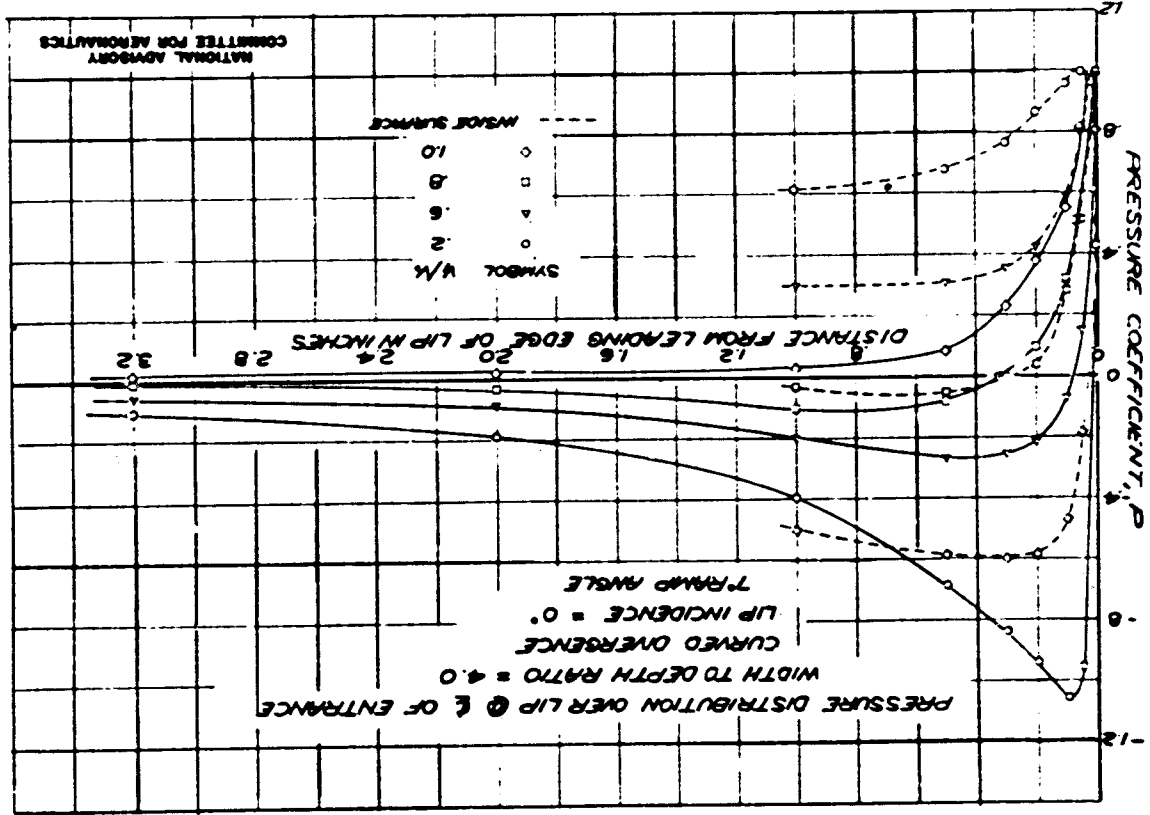 PRESSURE DISTRIBUTION OVER LIP @ ℄ OF ENTRANCE
WIDTH TO DEPTH RATIO = 4.0
CURVED DIVERGENCE
LIP INCIDENCE = 0°
7° RAMP ANGLE
PRESSURE COEFFICIENT, P
-1.2
-.8
-.4
0
.4
.8
1.2
0 .8 1.2 1.6 2.0 2.4 2.8 3.2
DISTANCE FROM LEADING EDGE OF LIP IN INCHES
SYMBOL
.2
.6
.8
1.0
INSIDE SURFACE
NATIONAL ADVISORY
COMMITTEE FOR AERONAUTICS